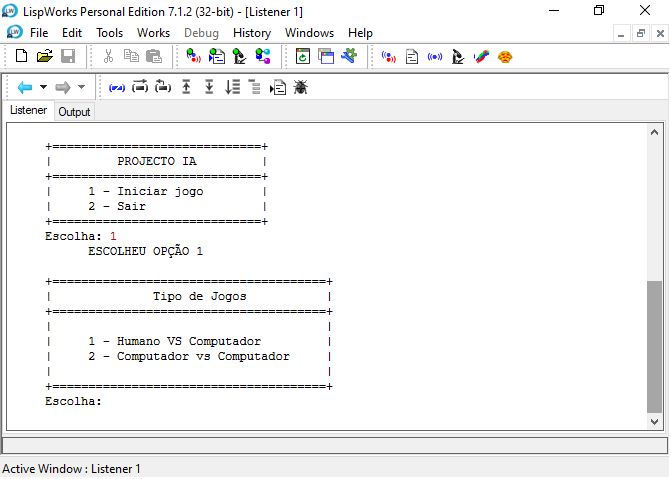 LispWorks Personal Edition 7.1.2 (32-bit) - [Listener 1]
File Edit Tools Works Debug History Windows Help
Listener Output
+=============================+
| PROJECTO IA |
+=============================+
| 1 - Iniciar jogo |
| 2 - Sair |
+=============================+
Escolha: 1
ESCOLHEU OPÇÃO 1
+======================================+
| Tipo de Jogos |
+======================================+
| |
| 1 - Humano VS Computador |
| 2 - Computador vs Computador |
| |
+======================================+
Escolha:
Active Window : Listener 1